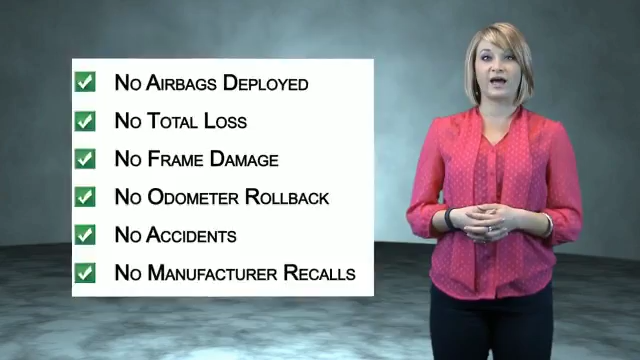 No Airbags Deployed
No Total Loss
No Frame Damage
No Odometer Rollback
No Accidents
No Manufacturer Recalls